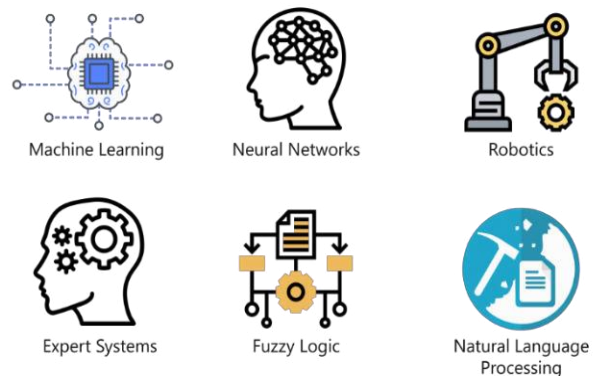 Machine Learning
Neural Networks
Robotics
Expert Systems
Fuzzy Logic
Natural Language
Processing